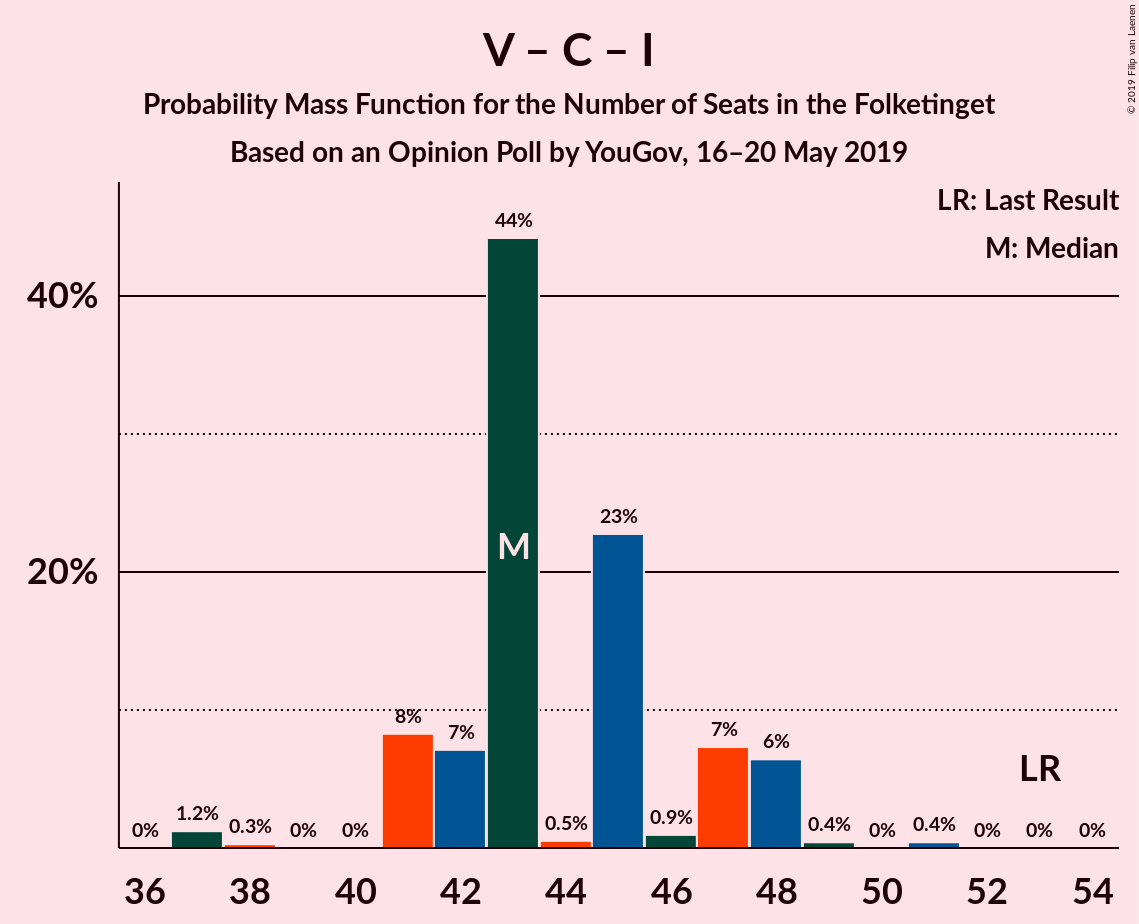 V – C – I
Probability Mass Function for the Number of Seats in the Folketinget
Based on an Opinion Poll by YouGov, 16–20 May 2019
© 2019 Filip van Laenen
LR: Last Result
M: Median
40%
20%
0%
1.2%
0.3%
0%
0%
8%
7%
44%
M
0.5%
23%
0.9%
7%
6%
0.4%
0%
0.4%
0%
0%
0%
LR
36 38 40 42 44 46 48 50 52 54